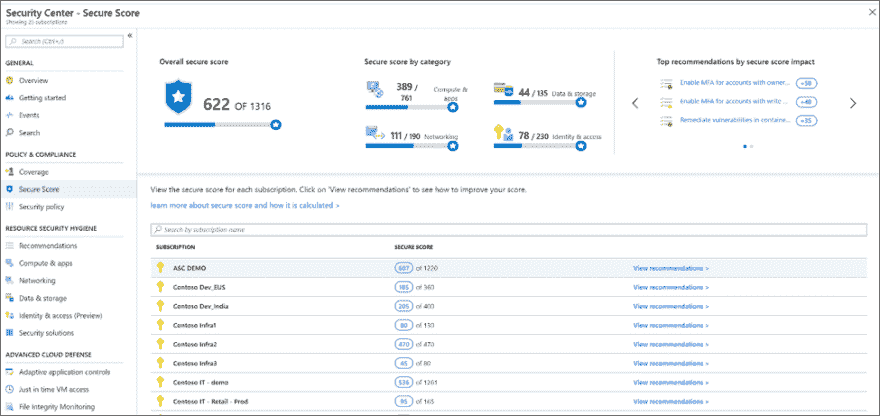 Security Center - Secure Score
Showing 25 subscriptions
Search (Ctrl+/)
GENERAL
Overview
Getting started
Events
Search
POLICY & COMPLIANCE
Coverage
Secure Score
Security policy
RESOURCE SECURITY HYGIENE
Recommendations
Compute & apps
Networking
Data & storage
Identity & access (Preview)
Security solutions
ADVANCED CLOUD DEFENSE
Adaptive application controls
Just in time VM access
File Integrity Monitoring
Overall secure score
622 OF 1316
Secure score by category
389 / 761 Compute & apps
44 / 135 Data & storage
111 / 190 Networking
78 / 230 Identity & access
Top recommendations by secure score impact
Enable MFA for accounts with owner... +50
Enable MFA for accounts with write ... +40
Remediate vulnerabilities in containe... +35
View the secure score for each subscription. Click on 'View recommendations' to see how to improve your score.
learn more about secure score and how it is calculated >
Search by subscription name
SUBSCRIPTION SECURE SCORE
ASC DEMO 607 of 1220 View recommendations >
Contoso Dev_EUS 185 of 360 View recommendations >
Contoso Dev_India 205 of 400 View recommendations >
Contoso Infra1 80 of 130 View recommendations >
Contoso Infra2 470 of 470 View recommendations >
Contoso Infra3 45 of 80 View recommendations >
Contoso IT - demo 536 of 1201 View recommendations >
Contoso IT - Retail - Prod 95 of 165 View recommendations >